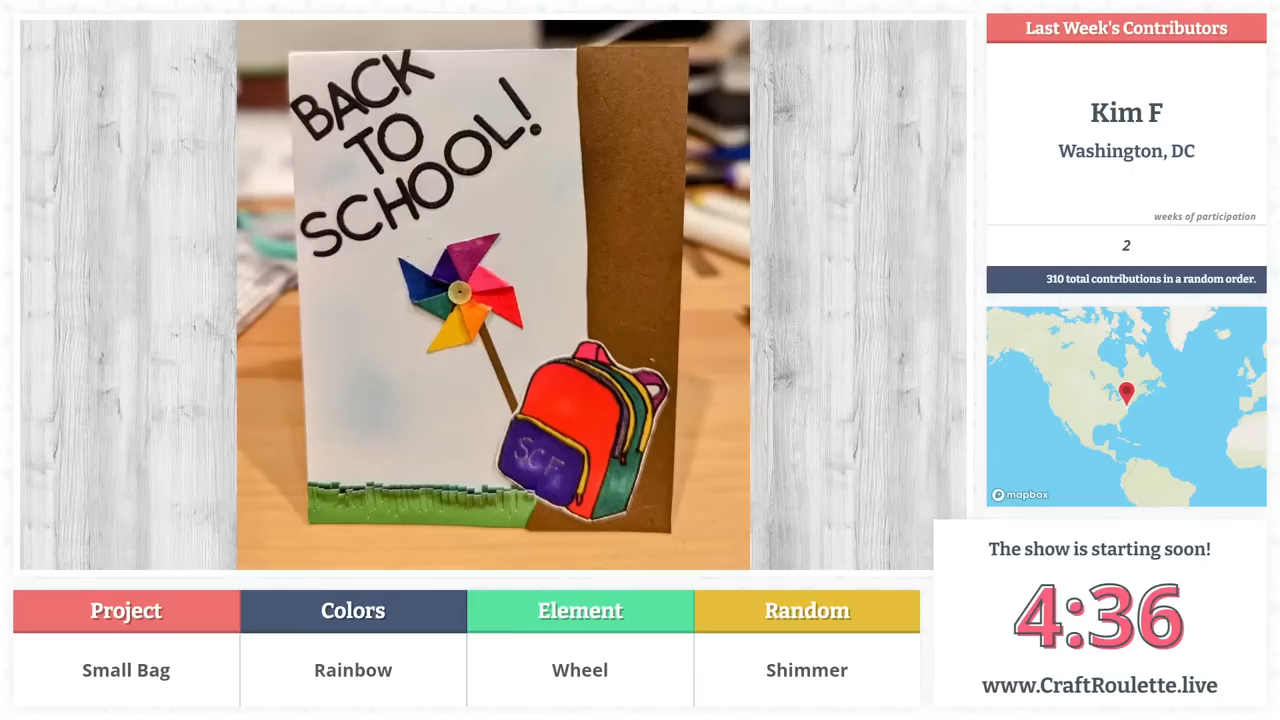 BACK
TO
SCHOOL!
SCF
Last Week's Contributors
Kim F
Washington, DC
weeks of participation
2
310 total contributions in a random order.
mapbox
The show is starting soon!
4:36
www.CraftRoulette.live
Project
Colors
Element
Random
Small Bag
Rainbow
Wheel
Shimmer